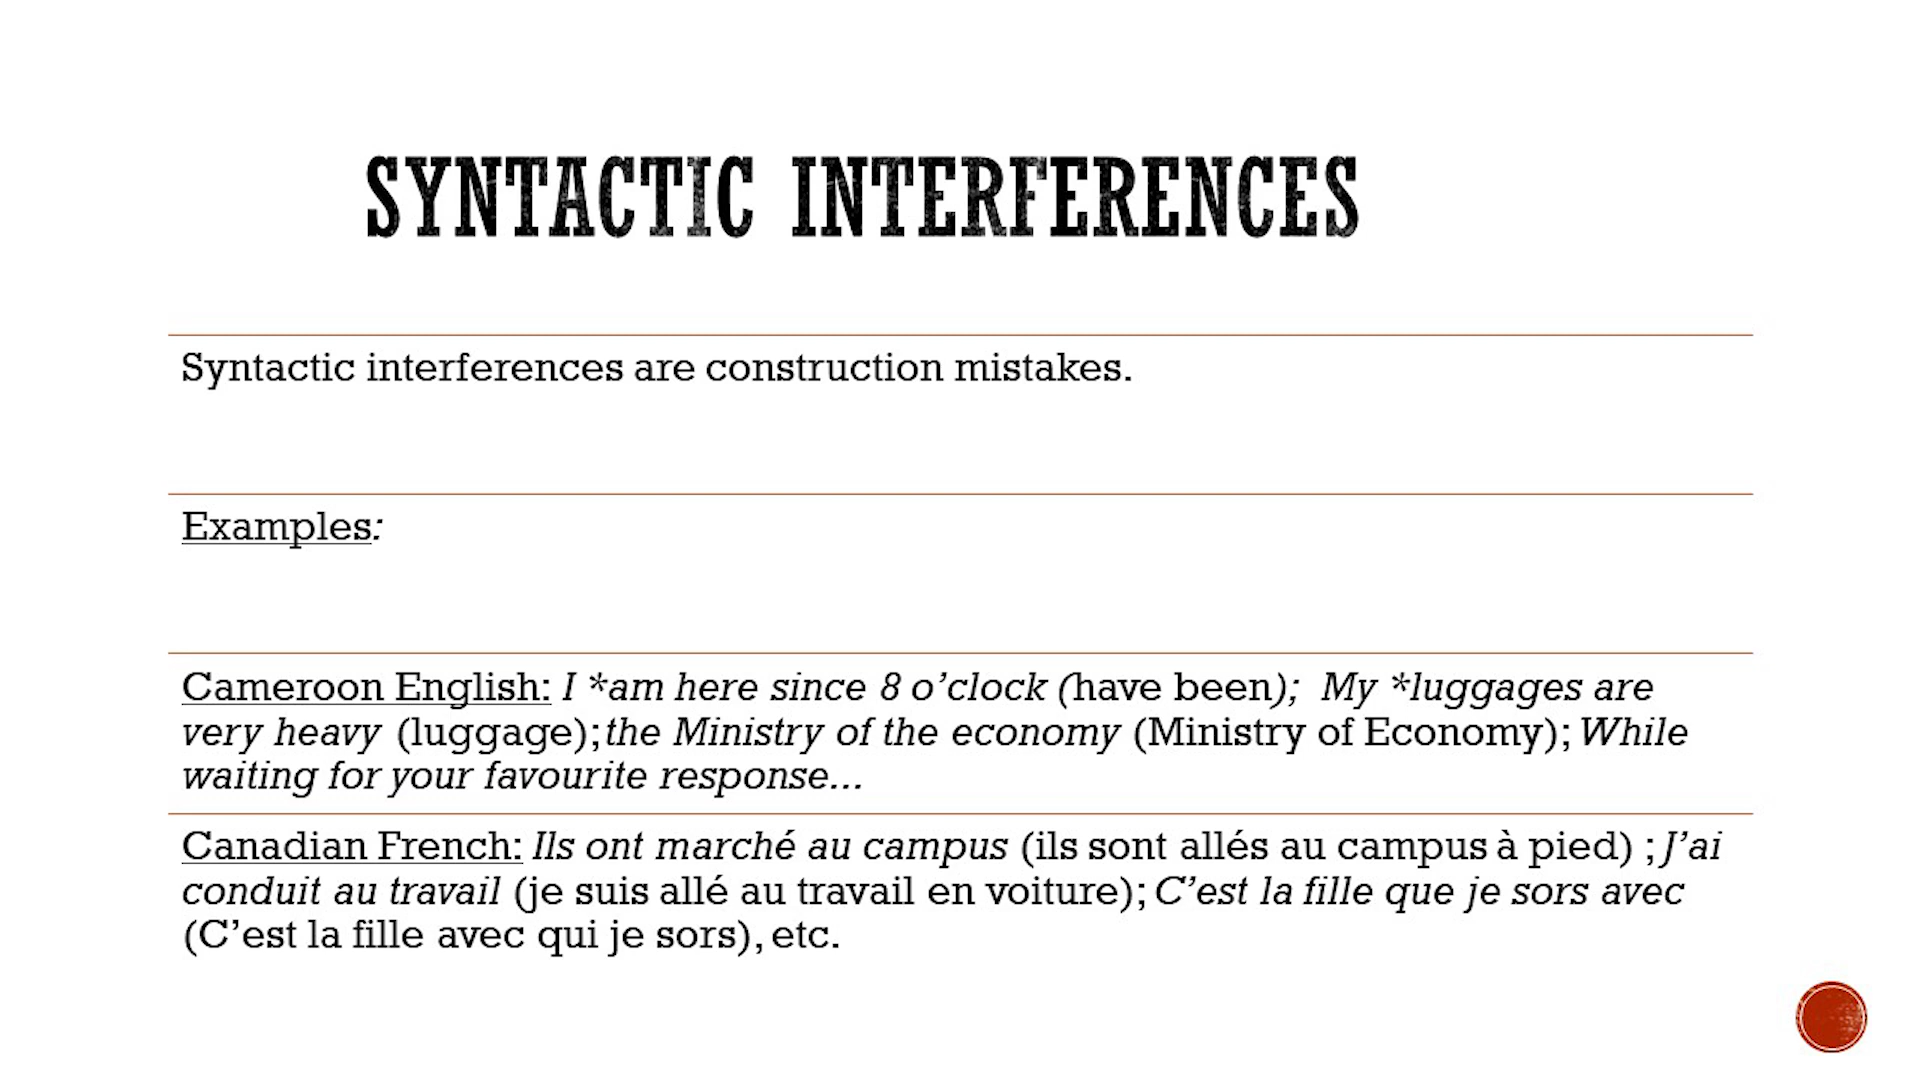 SYNTACTIC INTERFERENCES
Syntactic interferences are construction mistakes.
Examples:
Cameroon English: I *am here since 8 o’clock (have been); My *luggages are
very heavy (luggage); the Ministry of the economy (Ministry of Economy); While
waiting for your favourite response...
Canadian French: Ils ont marché au campus (ils sont allés au campus à pied) ; J’ai
conduit au travail (je suis allé au travail en voiture); C’est la fille que je sors avec
(C’est la fille avec qui je sors), etc.